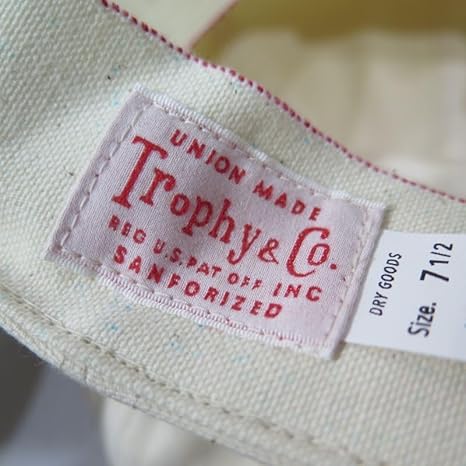 UNION MADE
Trophy & Co.
REG U.S. PAT OFF INC
SANFORIZED
DRY GOODS
Size. 7 1/2